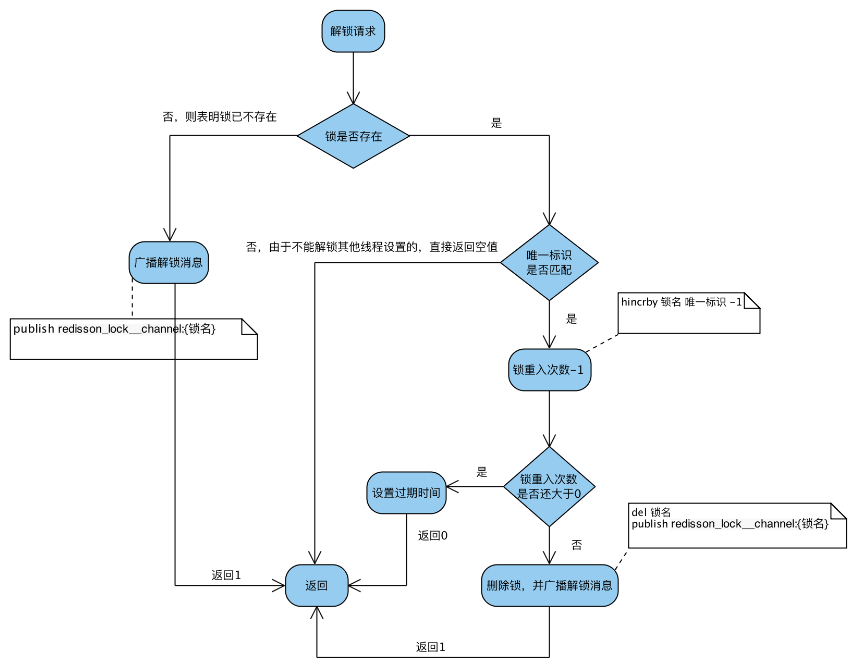 解锁请求
否，则表明锁已不存在
是
锁是否存在
否，由于不能解锁其他线程设置的，直接返回空值
唯一标识
是否匹配
广播解锁消息
hincrby 锁名 唯一标识 -1
是
publish redisson_lock__channel:{锁名}
锁重入次数-1
是
锁重入次数
是否还大于0
设置过期时间
del 锁名
publish redisson_lock__channel:{锁名}
返回0
否
返回1
返回
删除锁，并广播解锁消息
返回1